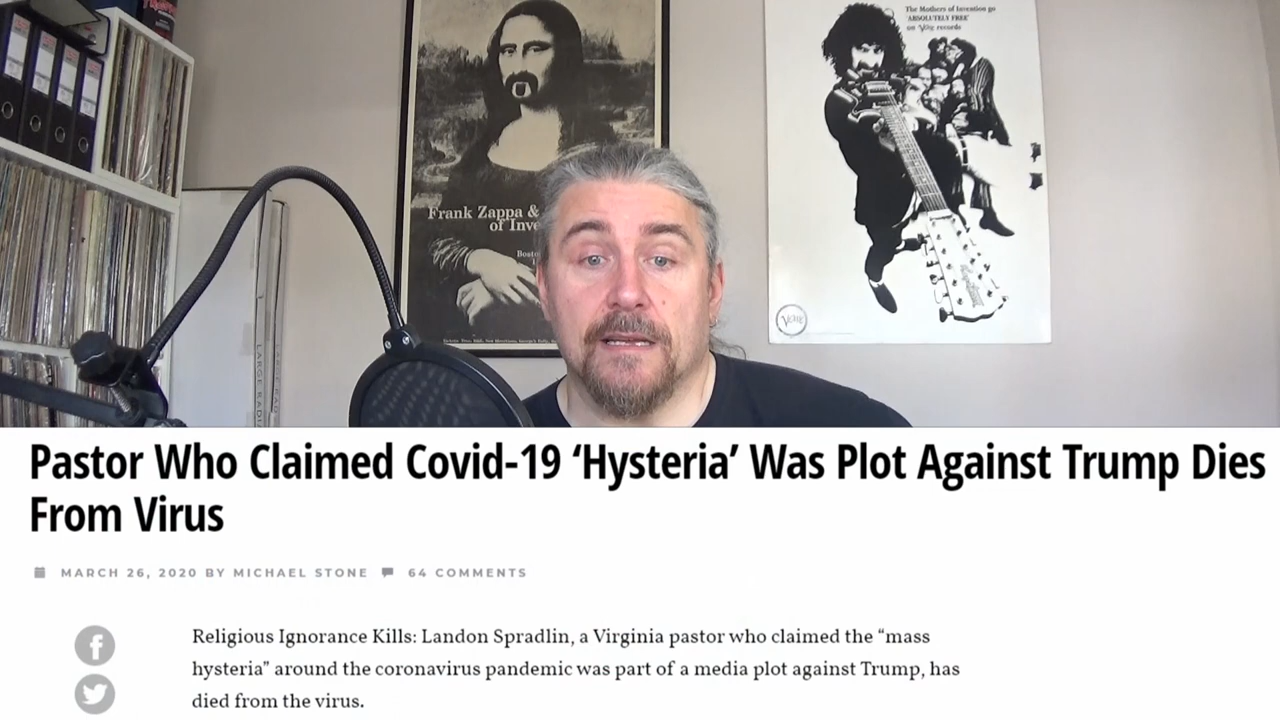 The Mothers of Invention go
'ABSOLUTELY FREE'
on Verve records
Frank Zappa &
of Inve
Bosto
VERVE
LARGE RADI
Pastor Who Claimed Covid-19 ‘Hysteria’ Was Plot Against Trump Dies
From Virus
MARCH 26, 2020 BY MICHAEL STONE 64 COMMENTS
Religious Ignorance Kills: Landon Spradlin, a Virginia pastor who claimed the “mass
hysteria” around the coronavirus pandemic was part of a media plot against Trump, has
died from the virus.